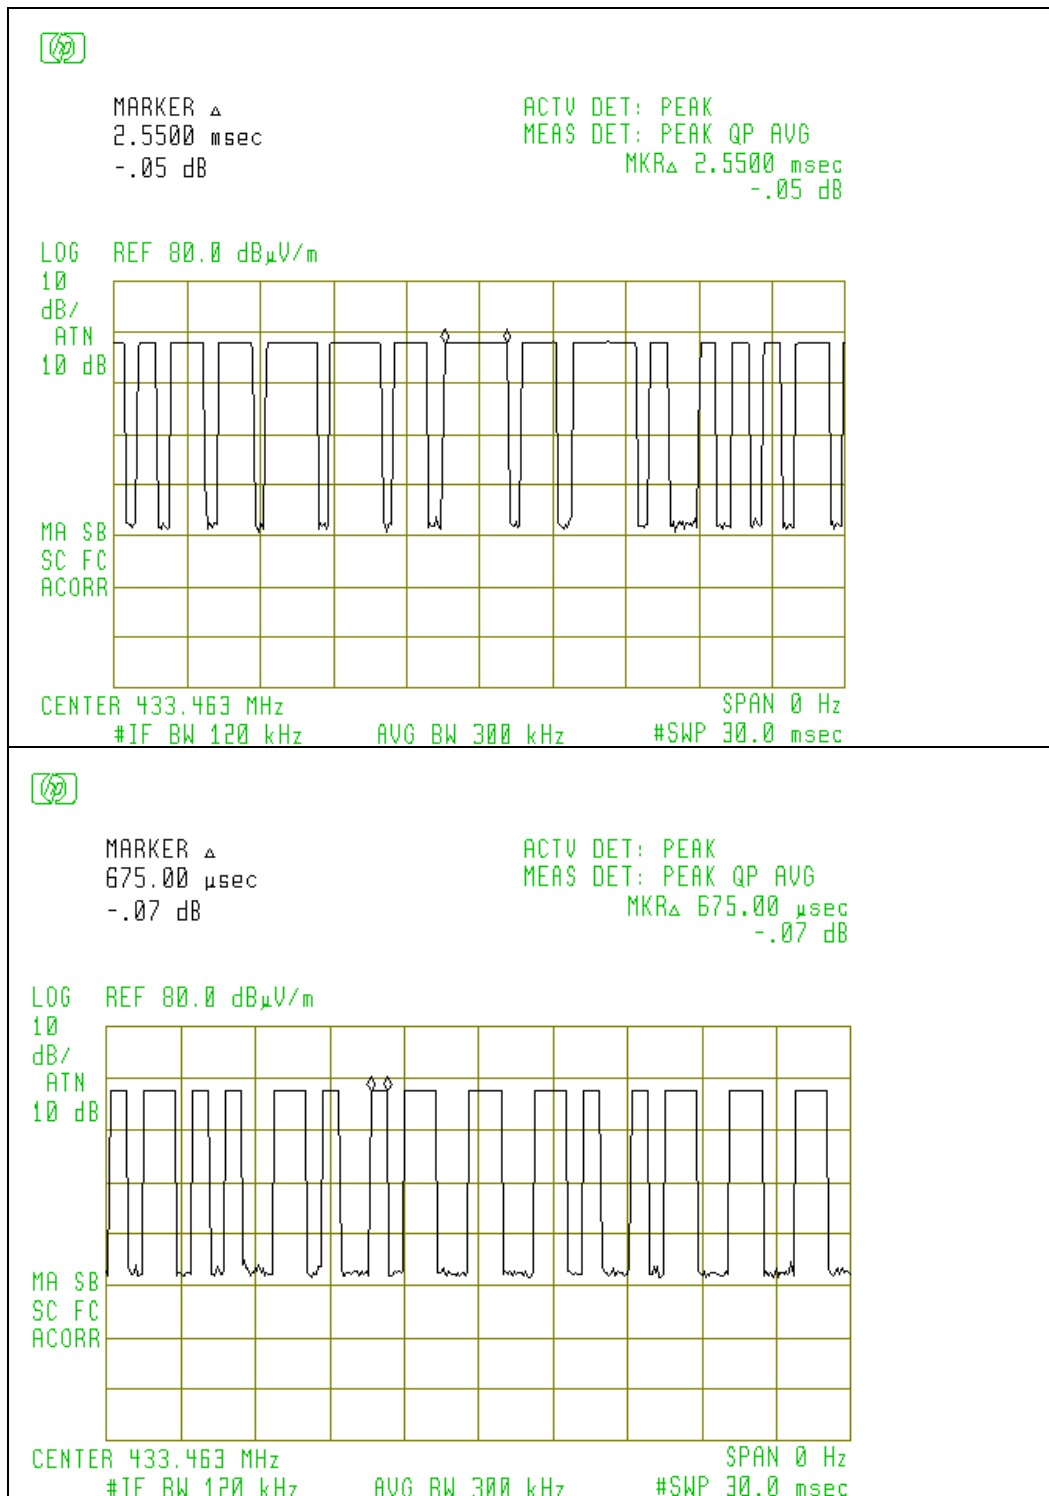 hp
MARKER Δ
2.5500 msec
-.05 dB
ACTV DET: PEAK
MEAS DET: PEAK QP AVG
MKRΔ 2.5500 msec
-.05 dB
LOG REF 80.0 dBµV/m
10
dB/
ATN
10 dB
MA SB
SC FC
ACORR
CENTER 433.463 MHz SPAN 0 Hz
#IF BW 120 kHz AVG BW 300 kHz #SWP 30.0 msec
hp
MARKER Δ
675.00 µsec
-.07 dB
ACTV DET: PEAK
MEAS DET: PEAK QP AVG
MKRΔ 675.00 µsec
-.07 dB
LOG REF 80.0 dBµV/m
10
dB/
ATN
10 dB
MA SB
SC FC
ACORR
CENTER 433.463 MHz SPAN 0 Hz
#IF BW 120 kHz AVG BW 300 kHz #SWP 30.0 msec